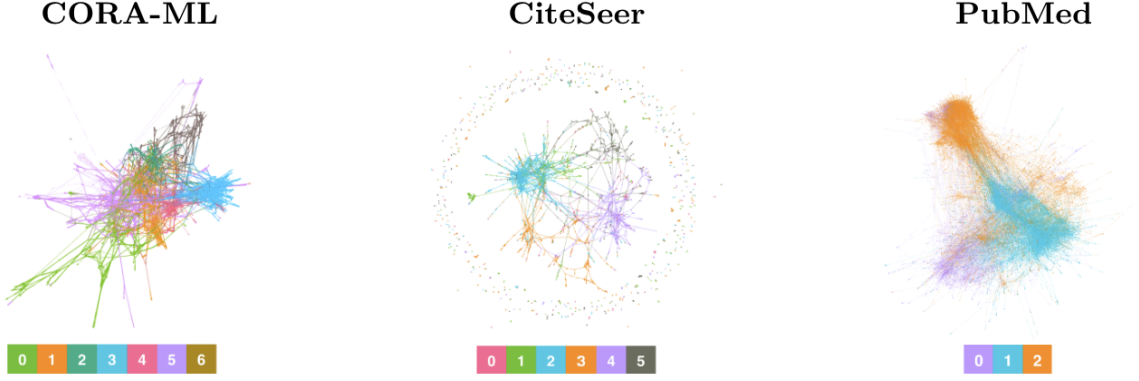 CORA-ML
CiteSeer
PubMed
0 1 2 3 4 5 6
0 1 2 3 4 5
0 1 2